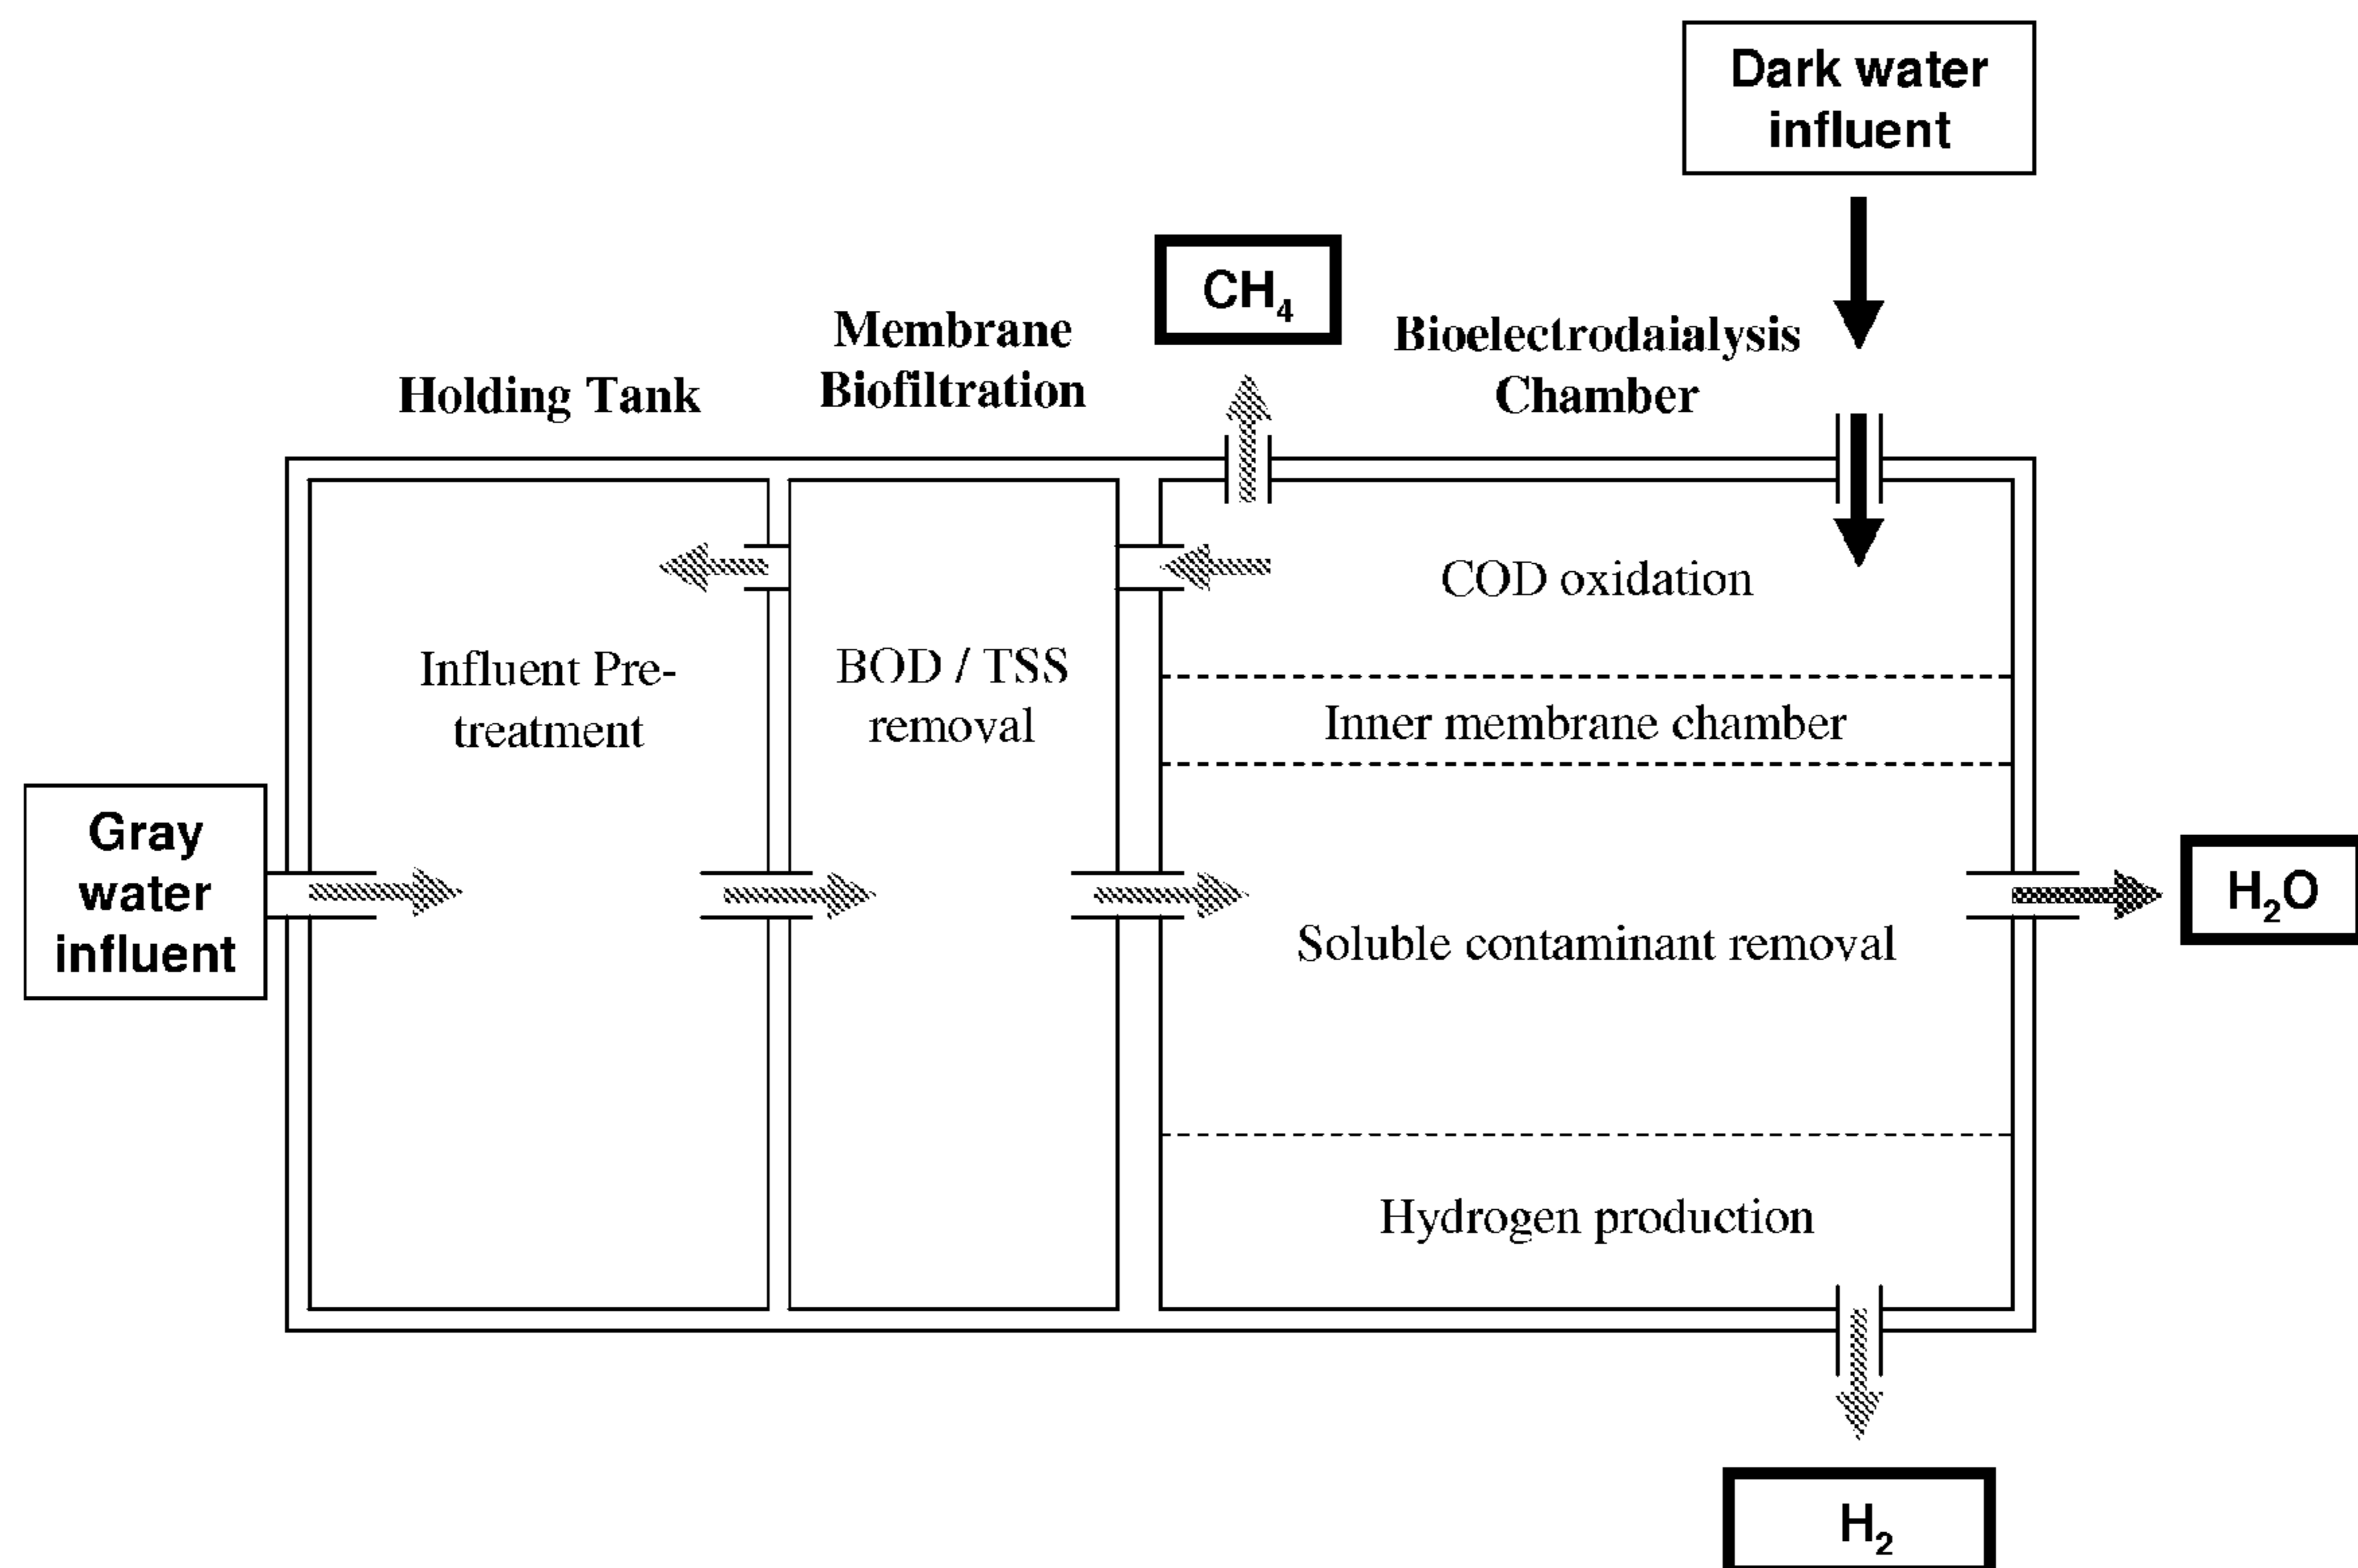 Dark water
influent
CH₄
Membrane
Biofiltration
Bioelectrodaialysis
Chamber
Holding Tank
COD oxidation
Influent Pre-
treatment
BOD / TSS
removal
Inner membrane chamber
Gray
water
influent
H₂O
Soluble contaminant removal
Hydrogen production
H₂